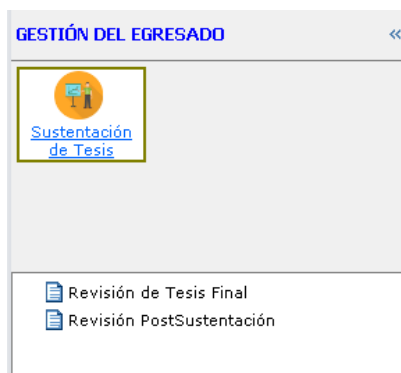 GESTIÓN DEL EGRESADO «
Sustentación
de Tesis
Revisión de Tesis Final
Revisión PostSustentación